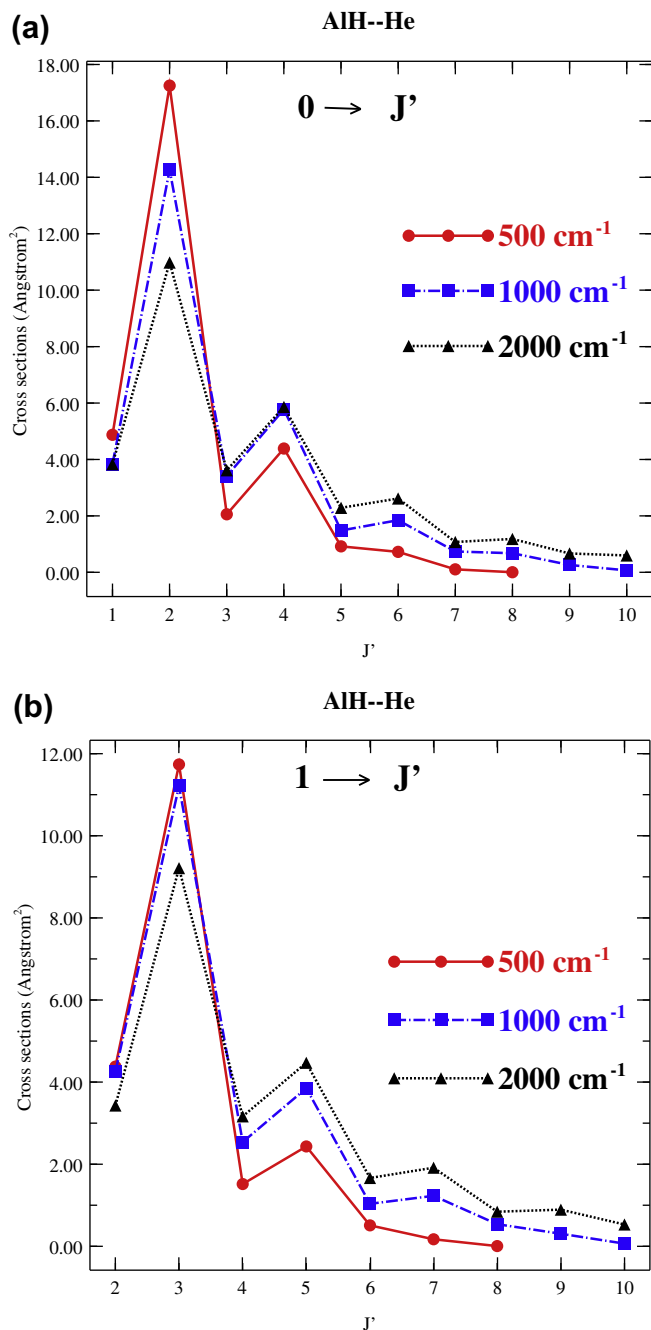 (a)
AlH--He
0 → J’
18.00
16.00
14.00
12.00
10.00
8.00
6.00
4.00
2.00
0.00
Cross sections (Angstrom²)
500 cm⁻¹
1000 cm⁻¹
2000 cm⁻¹
1 2 3 4 5 6 7 8 9 10
J’
(b)
AlH--He
1 → J’
12.00
10.00
8.00
6.00
4.00
2.00
0.00
Cross sections (Angstrom²)
500 cm⁻¹
1000 cm⁻¹
2000 cm⁻¹
2 3 4 5 6 7 8 9 10
J’